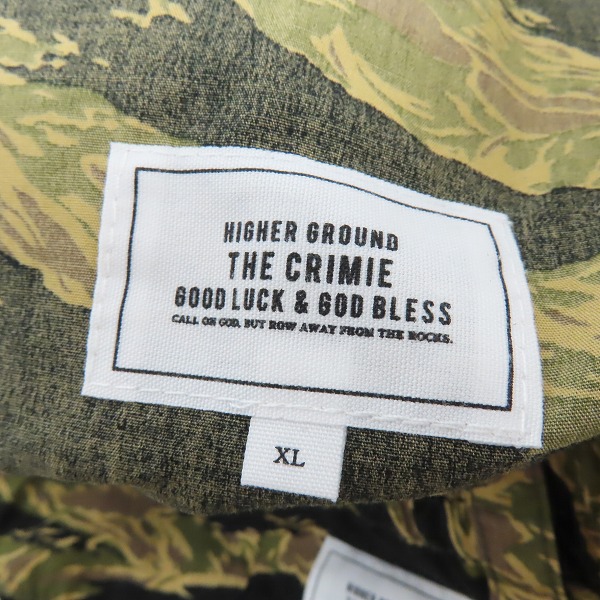 HIGHER GROUND
THE CRIMIE
GOOD LUCK & GOD BLESS
CALL ON GOD, BUT ROW AWAY FROM THE ROCKS.
XL